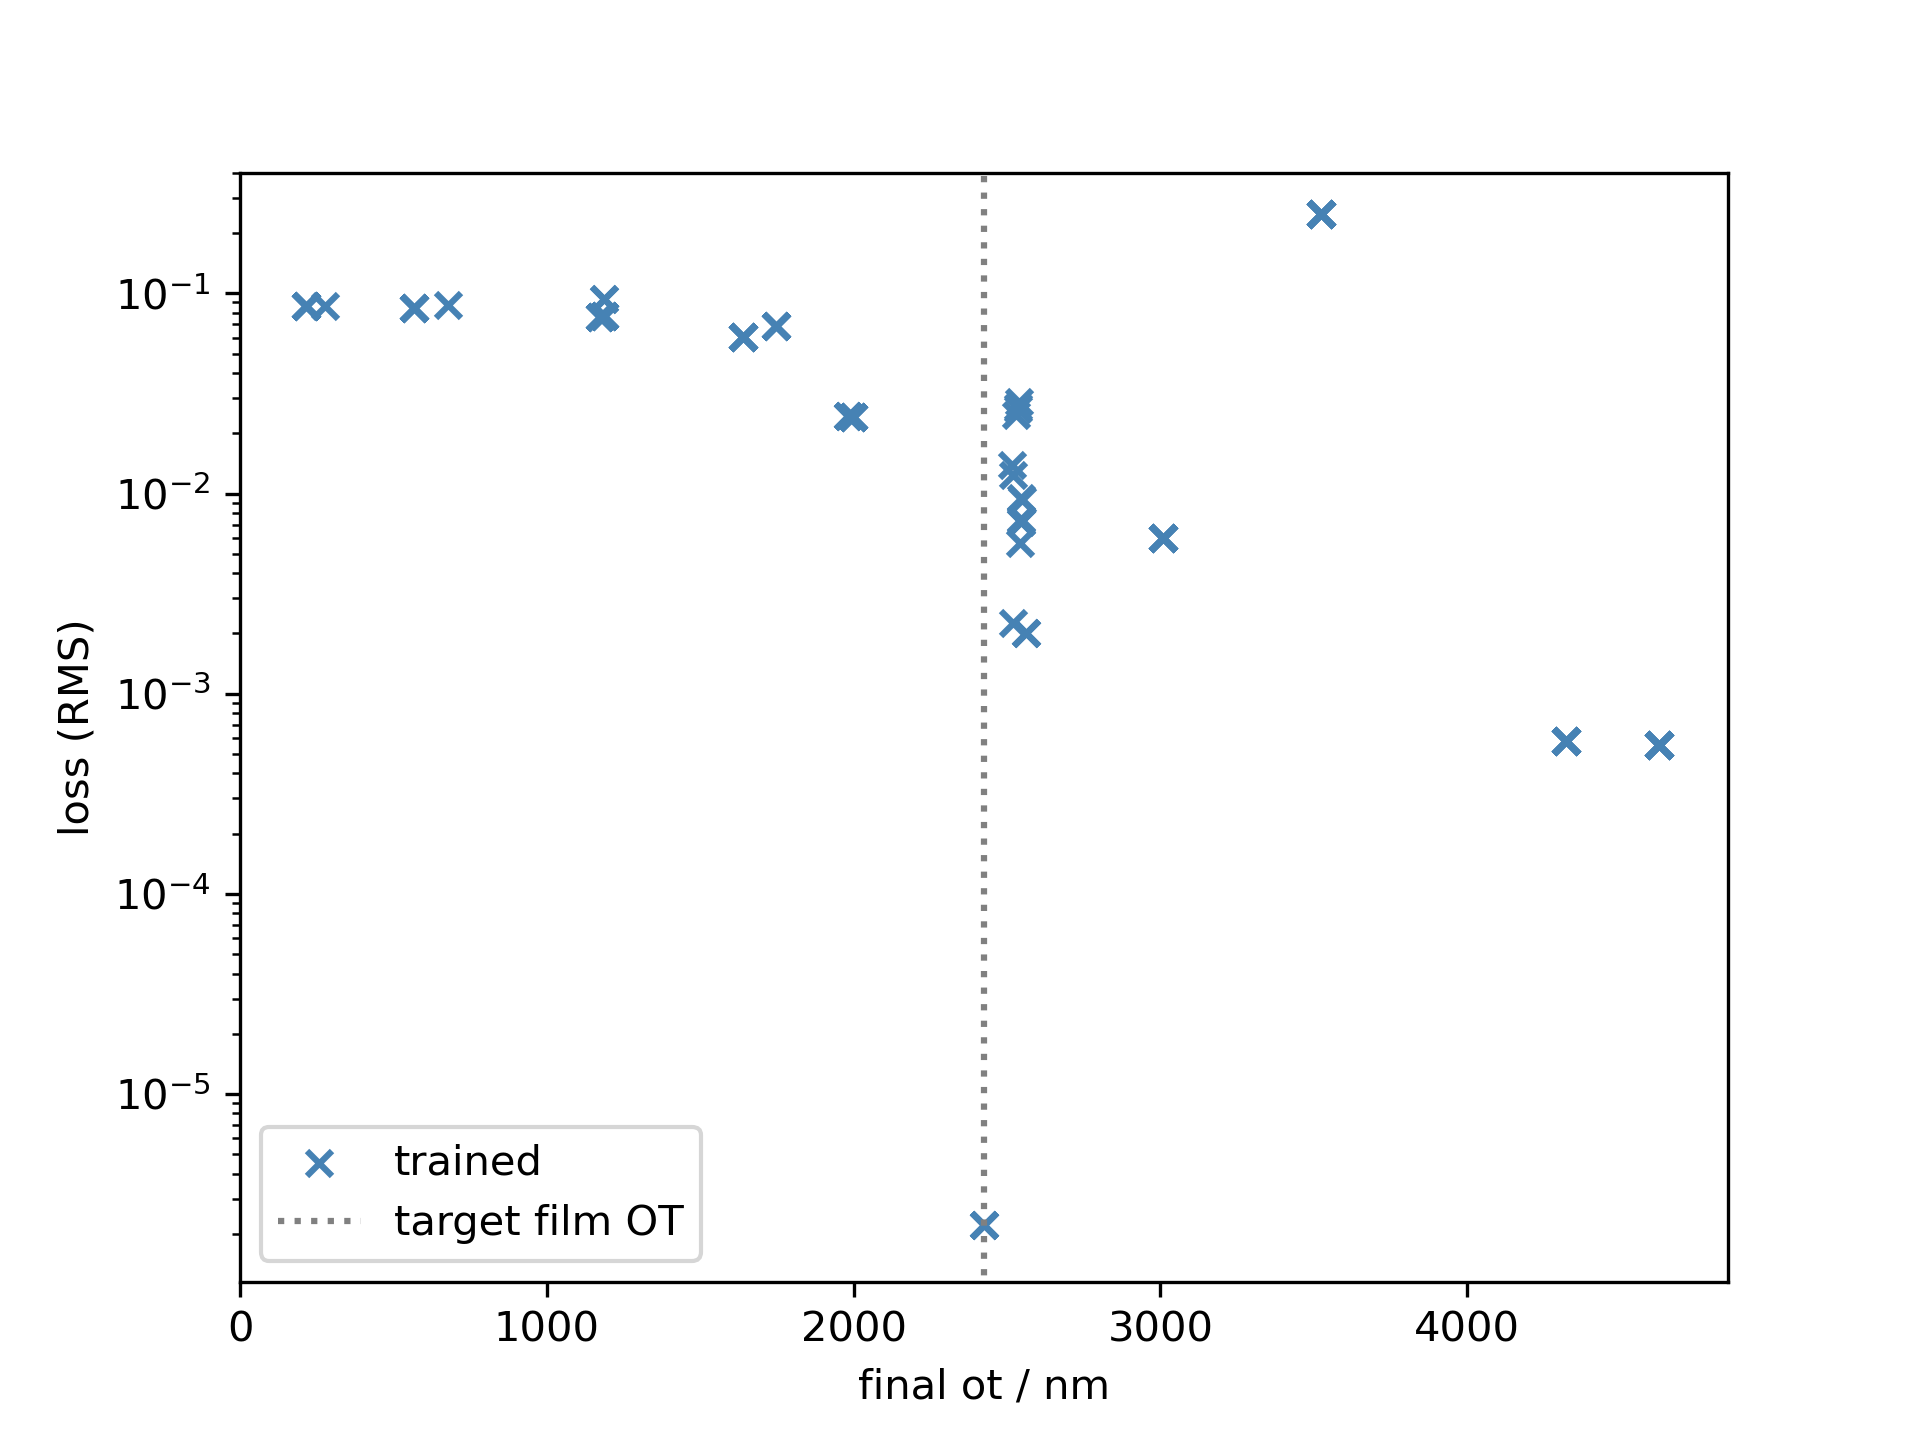 10⁻¹
10⁻²
10⁻³
10⁻⁴
10⁻⁵
loss (RMS)
trained
target film OT
0 1000 2000 3000 4000
final ot / nm